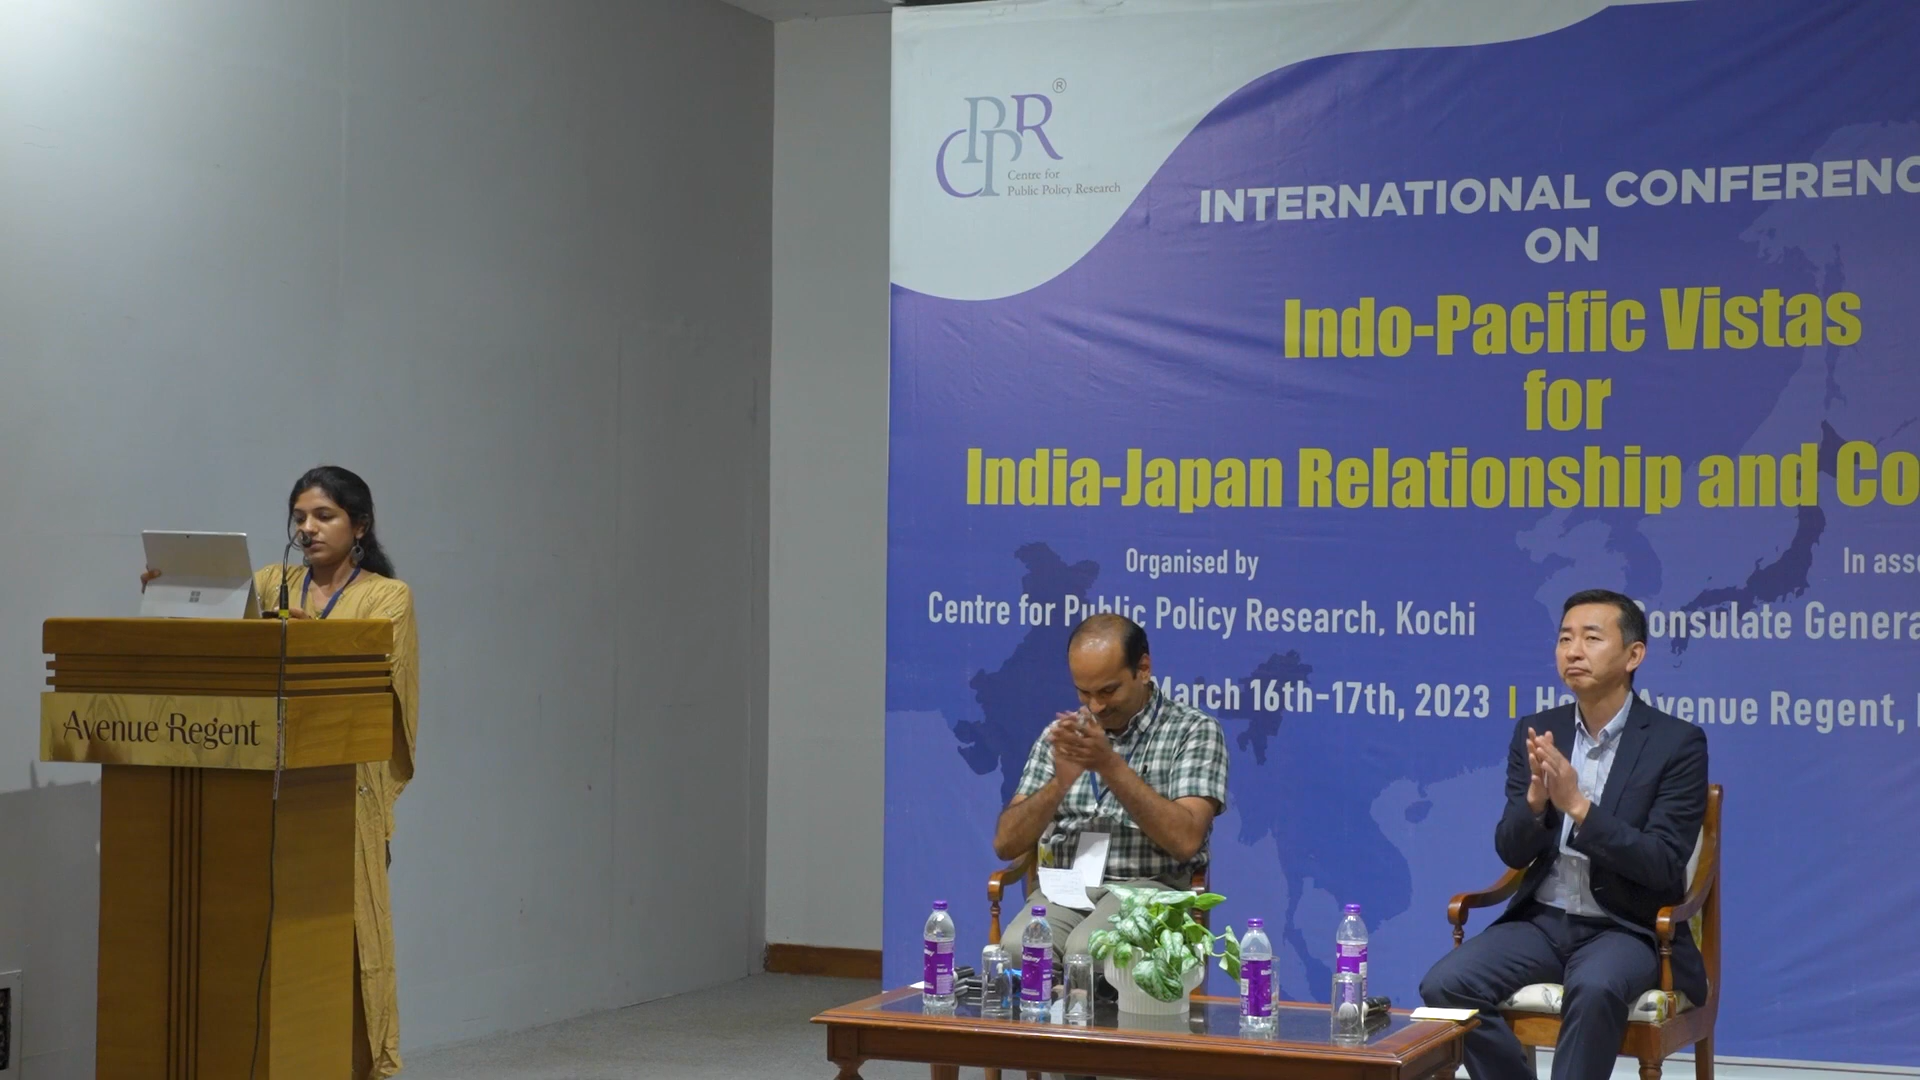 CPPR®
Centre for
Public Policy Research
INTERNATIONAL CONFERENC
ON
Indo-Pacific Vistas
for
India-Japan Relationship and Co
Organised by
In asso
Centre for Public Policy Research, Kochi
Consulate Genera
March 16th-17th, 2023 | Ho Avenue Regent,
Avenue Regent